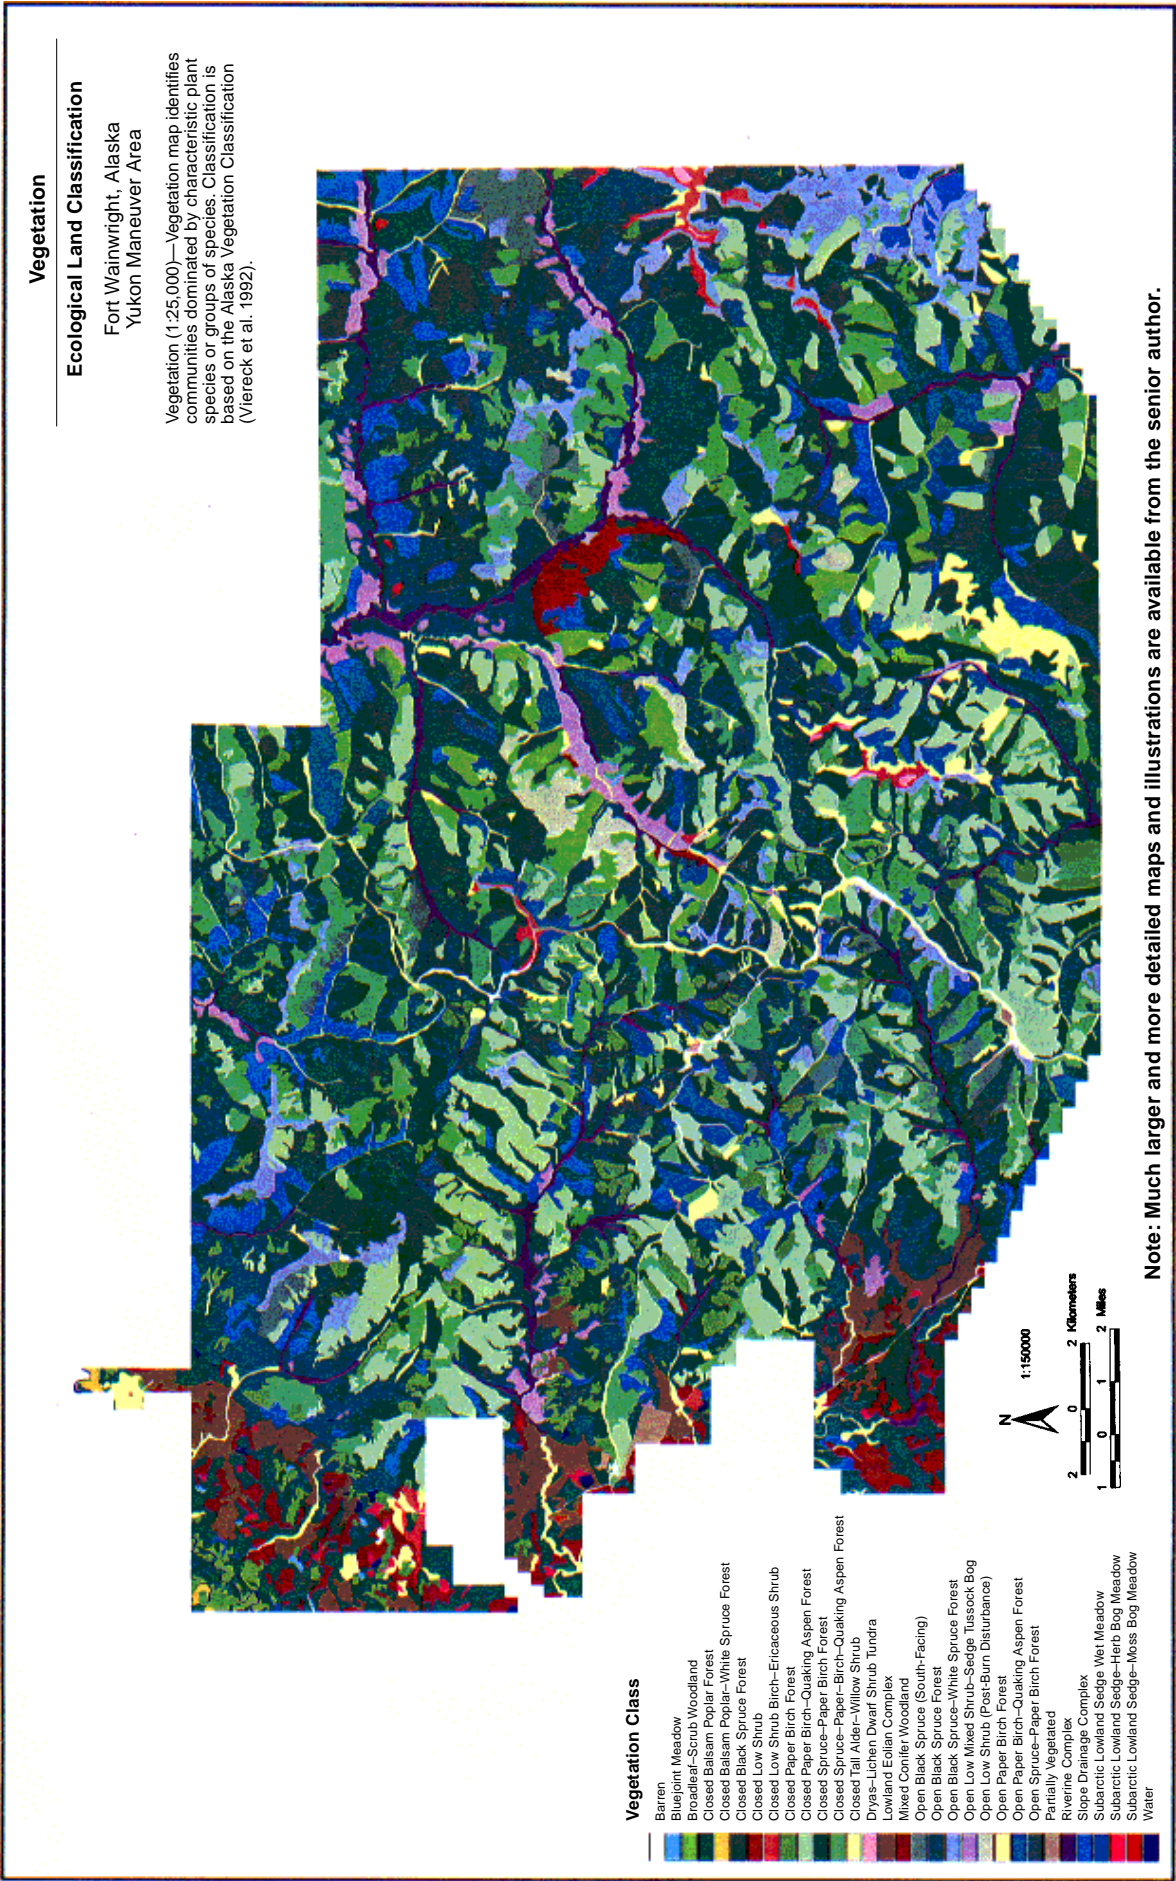 Vegetation
Ecological Land Classification
Fort Wainwright, Alaska
Yukon Maneuver Area
Vegetation (1:25,000)—Vegetation map identifies
communities dominated by characteristic plant
species or groups of species. Classification is
based on the Alaska Vegetation Classification
(Viereck et al. 1992).
Vegetation Class
Barren
Bluejoint Meadow
Broadleaf–Scrub Woodland
Closed Balsam Poplar Forest
Closed Balsam Poplar–White Spruce Forest
Closed Black Spruce Forest
Closed Low Shrub
Closed Low Shrub Birch–Ericaceous Shrub
Closed Paper Birch Forest
Closed Paper Birch–Quaking Aspen Forest
Closed Spruce–Paper Birch Forest
Closed Spruce–Paper–Birch–Quaking Aspen Forest
Closed Tall Alder–Willow Shrub
Dryas–Lichen Dwarf Shrub Tundra
Lowland Eolian Complex
Mixed Conifer Woodland
Open Black Spruce (South-Facing)
Open Black Spruce Forest
Open Black Spruce–White Spruce Forest
Open Low Mixed Shrub–Sedge Tussock Bog
Open Low Shrub (Post-Burn Disturbance)
Open Paper Birch Forest
Open Paper Birch–Quaking Aspen Forest
Open Spruce–Paper Birch Forest
Partially Vegetated
Riverine Complex
Slope Drainage Complex
Subarctic Lowland Sedge Wet Meadow
Subarctic Lowland Sedge–Herb Bog Meadow
Subarctic Lowland Sedge–Moss Bog Meadow
Water
N
1:150000
2 0 2 Kilometers
1 0 1 2 Miles
Note: Much larger and more detailed maps and illustrations are available from the senior author.